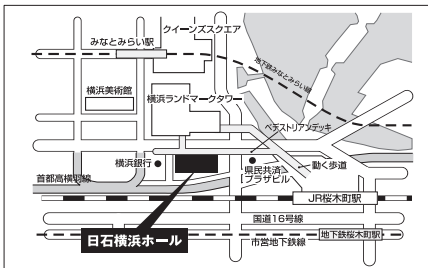 クイーンズスクエア
みなとみらい駅
地下鉄みなとみらい線
横浜美術館
横浜ランドマークタワー
ペデストリアンデッキ
横浜銀行
県民共済
プラザビル
動く歩道
首都高横羽線
JR桜木町駅
国道16号線
日石横浜ホール
市営地下鉄線
地下鉄桜木町駅